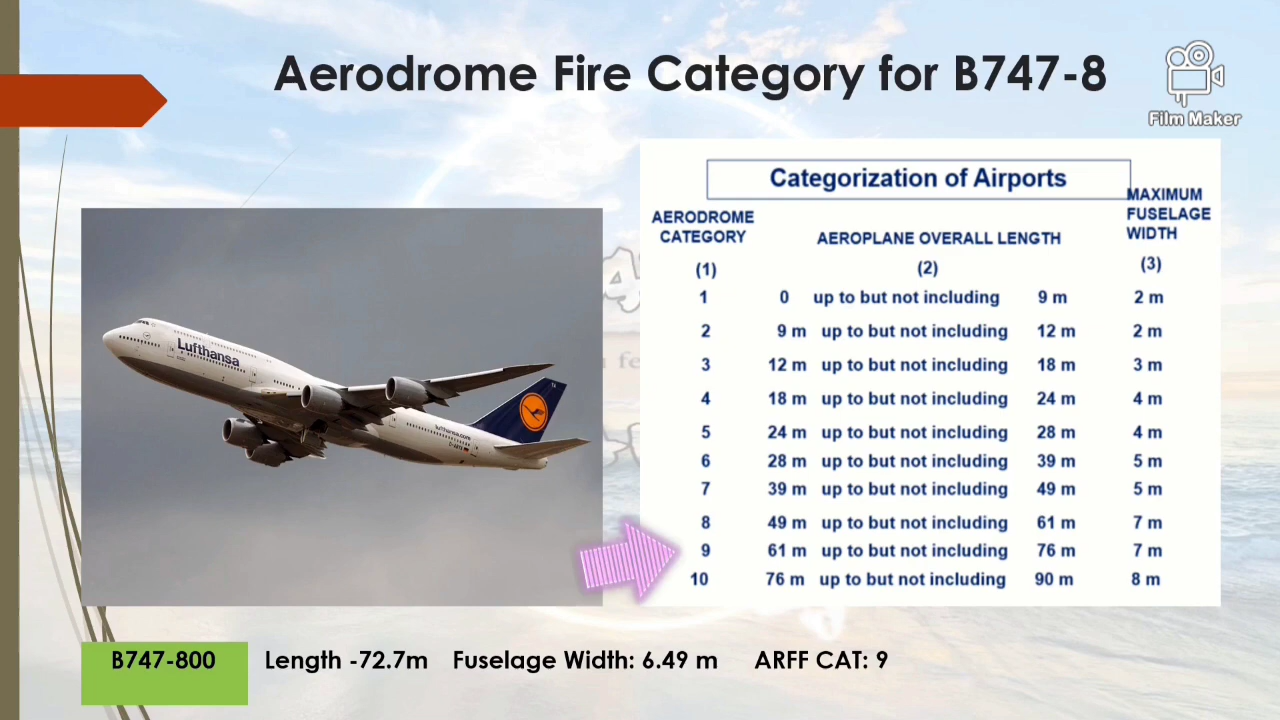 Aerodrome Fire Category for B747-8
Film Maker
Categorization of Airports
AERODROME CATEGORY
AEROPLANE OVERALL LENGTH
MAXIMUM FUSELAGE WIDTH
(1) (2) (3)
1 0 up to but not including 9 m 2 m
2 9 m up to but not including 12 m 2 m
3 12 m up to but not including 18 m 3 m
4 18 m up to but not including 24 m 4 m
5 24 m up to but not including 28 m 4 m
6 28 m up to but not including 39 m 5 m
7 39 m up to but not including 49 m 5 m
8 49 m up to but not including 61 m 7 m
9 61 m up to but not including 76 m 7 m
10 76 m up to but not including 90 m 8 m
Lufthansa
lufthansa.com
B747-800 Length -72.7m Fuselage Width: 6.49 m ARFF CAT: 9